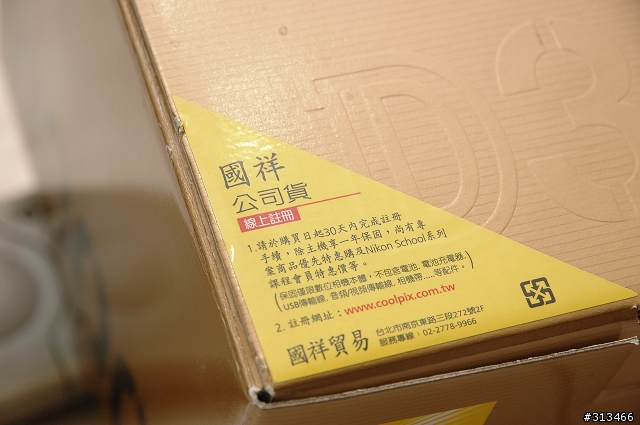 D3
國祥
公司貨
線上註冊
1.請於購買日起30天內完成註冊
手續，除主機享一年保固，尚有專
業商品優先特惠購及Nikon School系列
課程會員特惠價等。
(保固僅限數位相機本體，不包含電池、電池充電器、
USB傳輸線、音頻/視頻傳輸線、相機帶.....等配件。)
2. 註冊網址：www.coolpix.com.tw
國祥貿易
台北市南京東路三段272號2F
服務專線：02-2778-9966
#313466